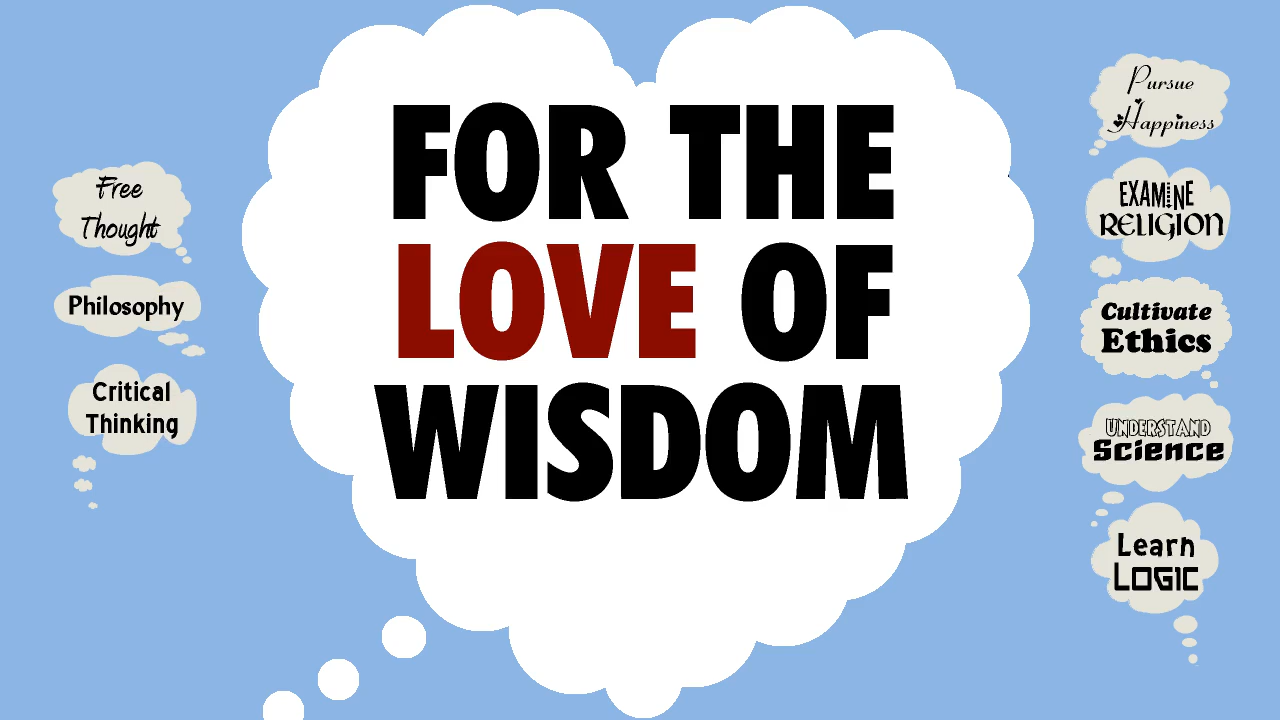 FOR THE
LOVE OF
WISDOM
Free
Thought
Philosophy
Critical
Thinking
Pursue
Happiness
EXAMINE
RELIGION
Cultivate
Ethics
UNDERSTAND
Science
Learn
LOGIC